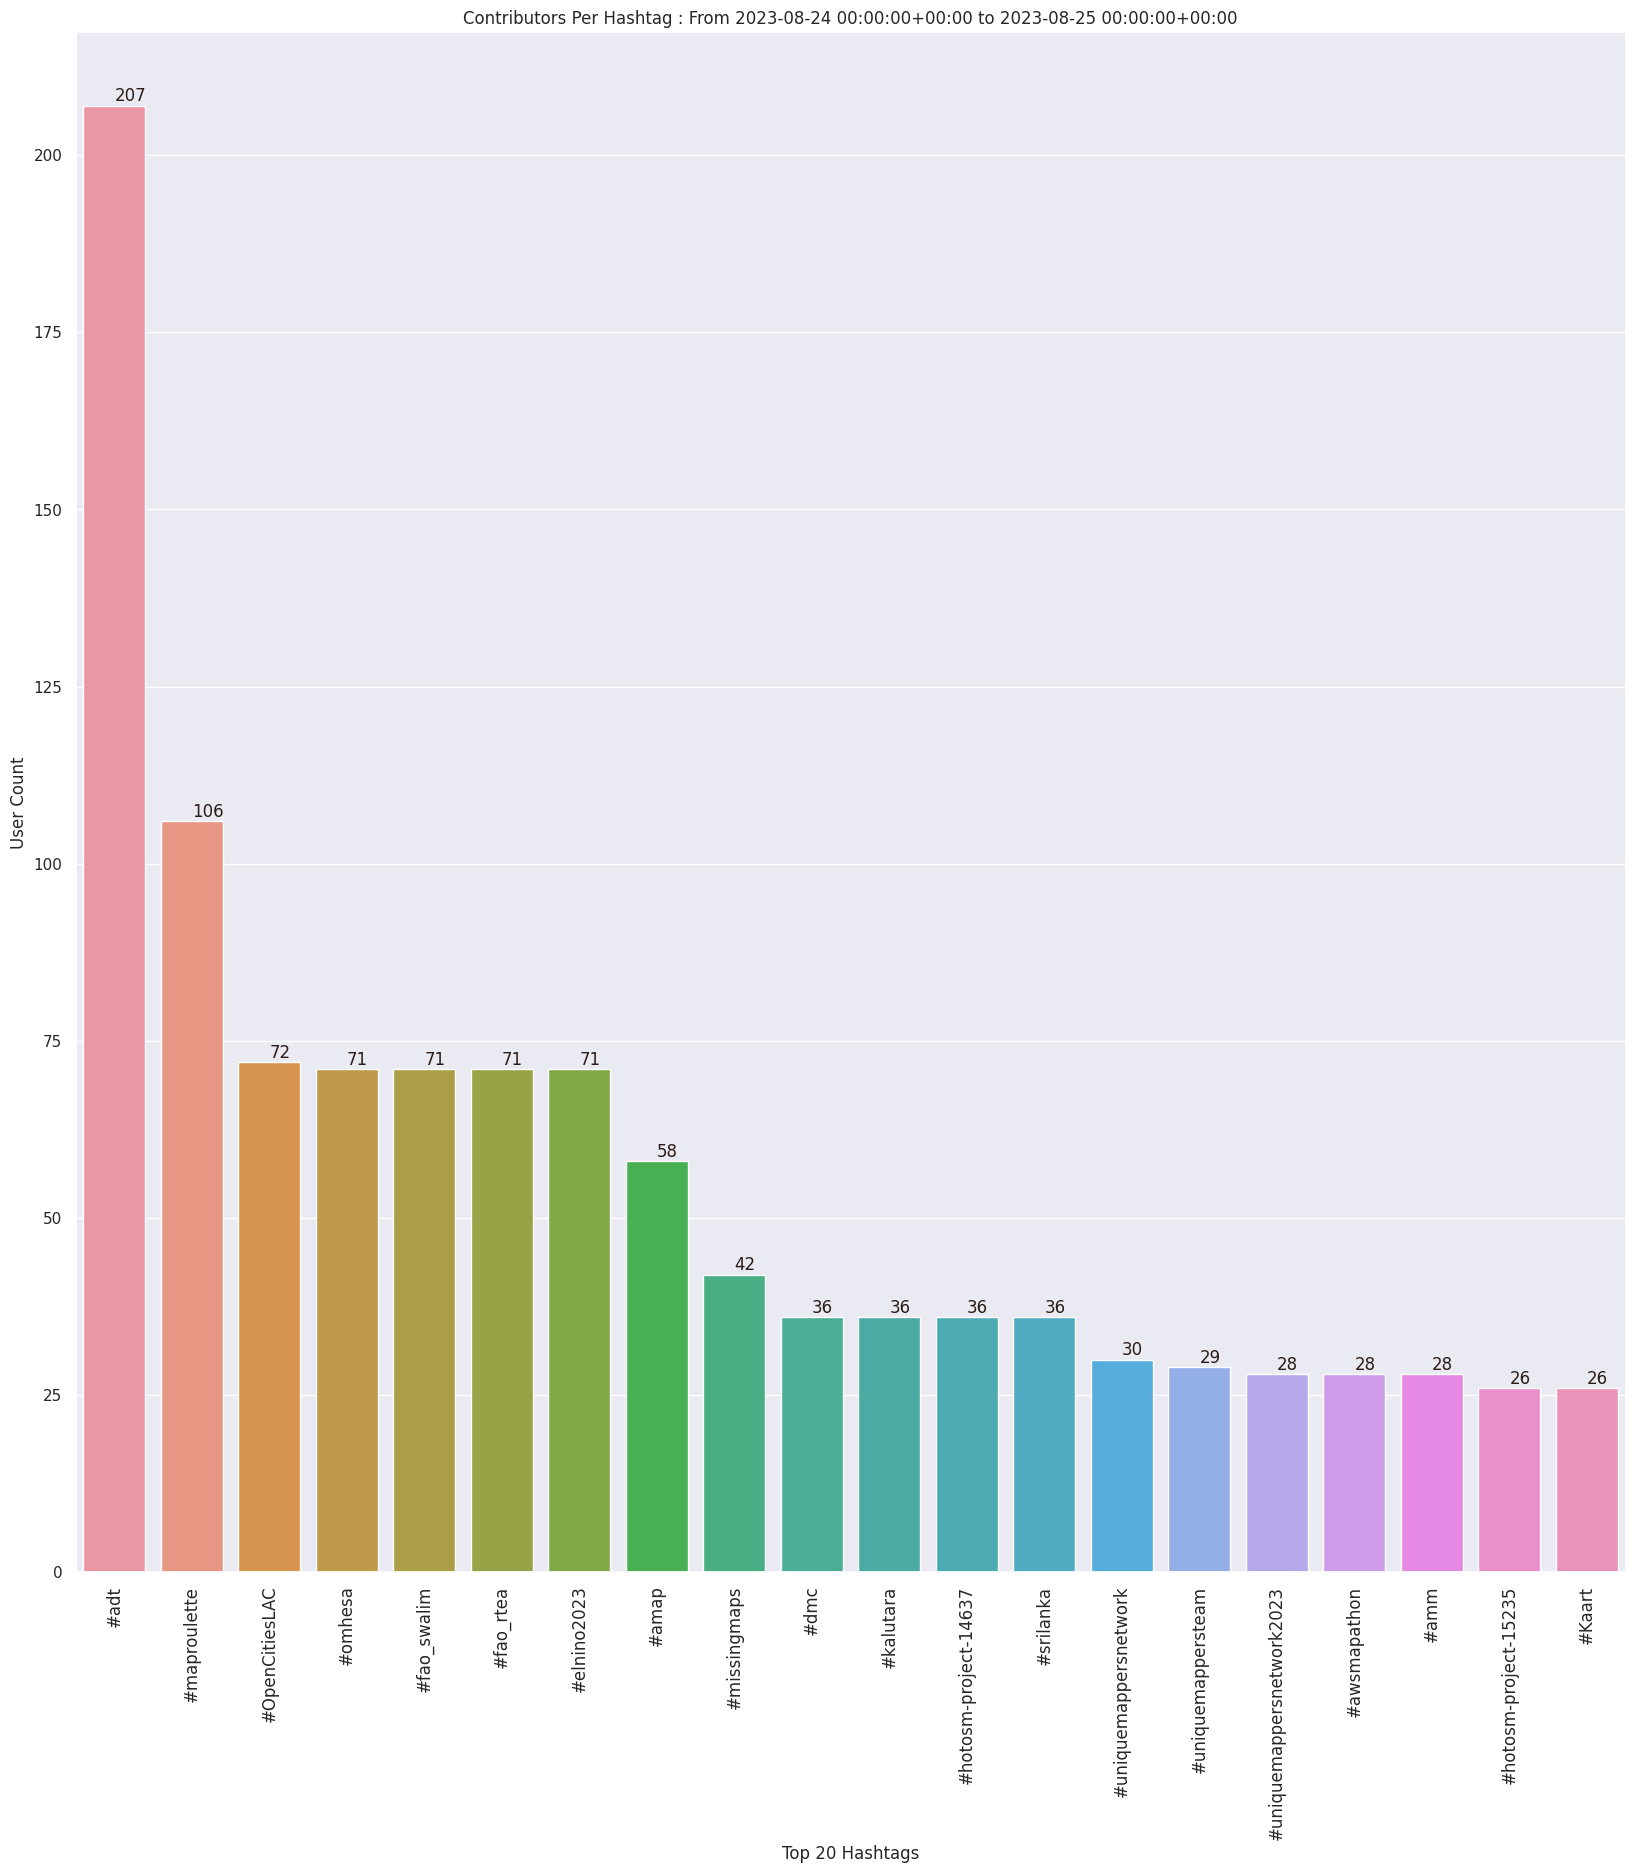 Contributors Per Hashtag : From 2023-08-24 00:00:00+00:00 to 2023-08-25 00:00:00+00:00
User Count
200
175
150
125
100
75
50
25
0
207
106
72
71
71
71
71
58
42
36
36
36
36
30
29
28
28
28
26
26
#adt
#maproulette
#OpenCitiesLAC
#omhesa
#fao_swalim
#fao_rtea
#elnino2023
#amap
#missingmaps
#dmc
#kalutara
#hotosm-project-14637
#srilanka
#uniquemappersnetwork
#uniquemappersteam
#uniquemappersnetwork2023
#awsmapathon
#amm
#hotosm-project-15235
#Kaart
Top 20 Hashtags